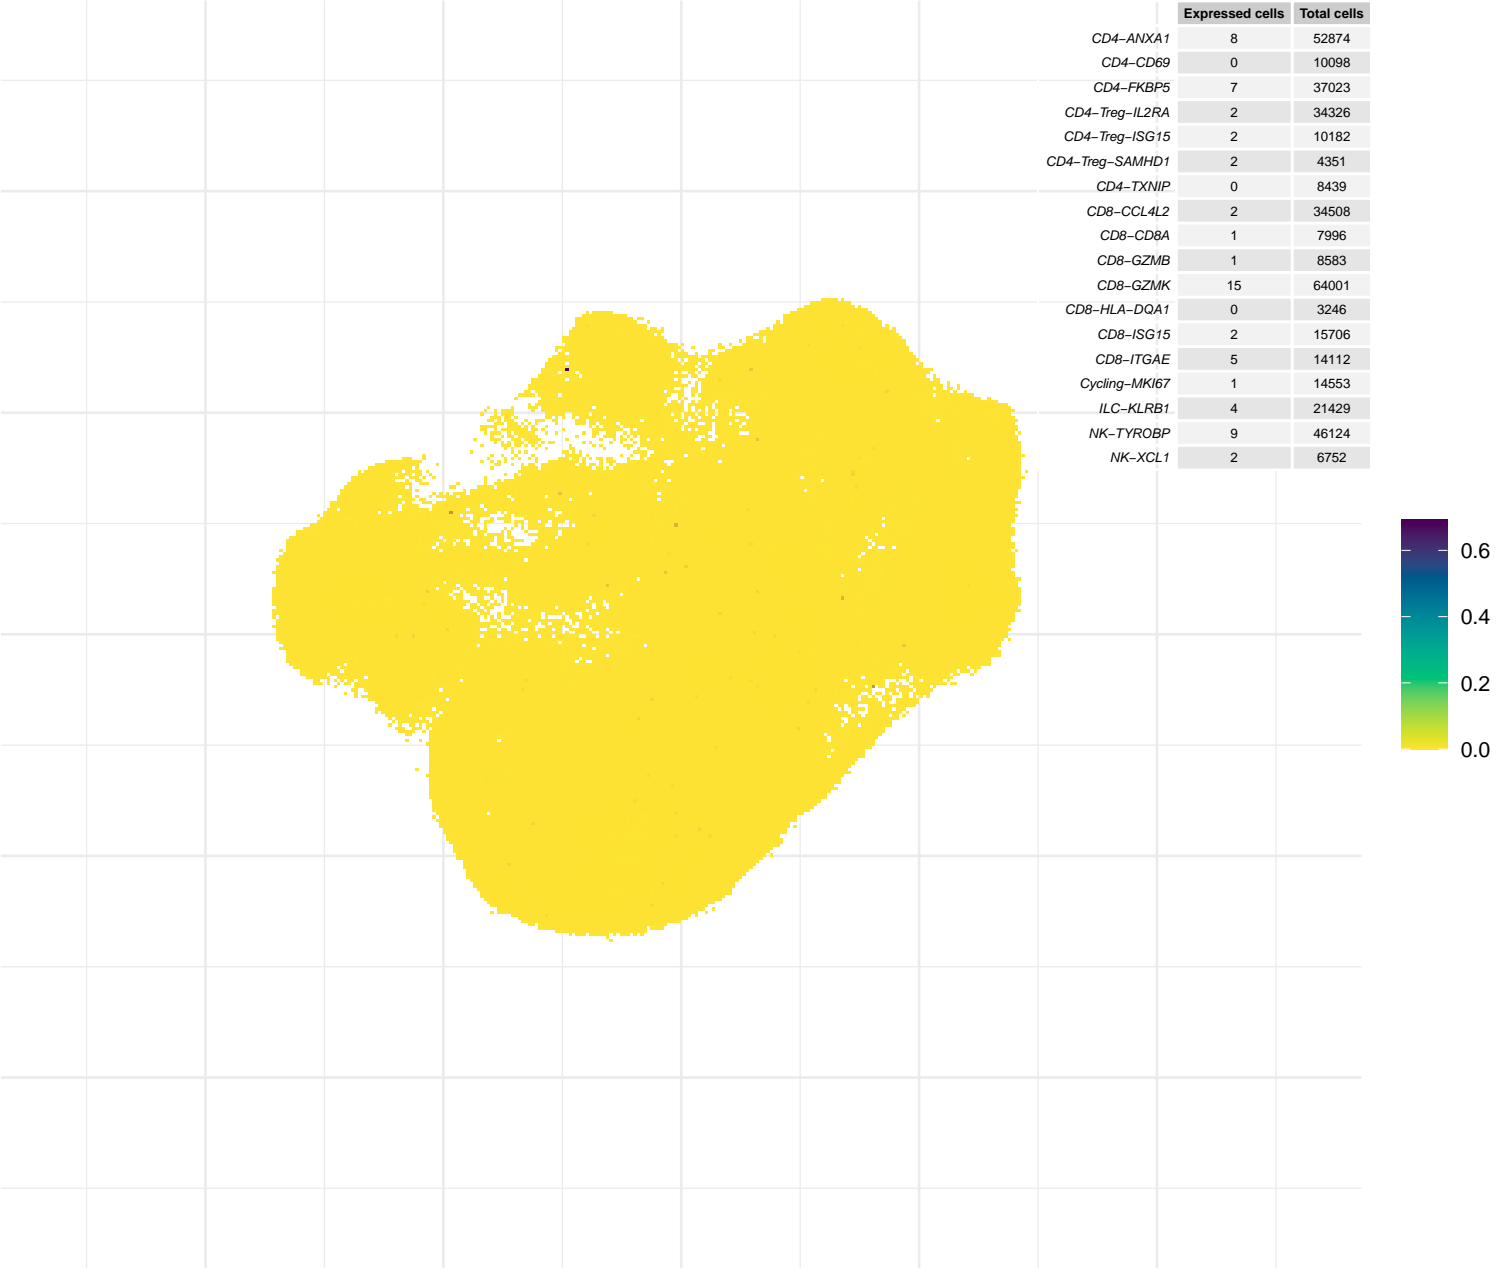 Expressed cells Total cells
CD4−ANXA1 8 52874
CD4−CD69 0 10098
CD4−FKBP5 7 37023
CD4−Treg−IL2RA 2 34326
CD4−Treg−ISG15 2 10182
CD4−Treg−SAMHD1 2 4351
CD4−TXNIP 0 8439
CD8−CCL4L2 2 34508
CD8−CD8A 1 7996
CD8−GZMB 1 8583
CD8−GZMK 15 64001
CD8−HLA−DQA1 0 3246
CD8−ISG15 2 15706
CD8−ITGAE 5 14112
Cycling−MKI67 1 14553
ILC−KLRB1 4 21429
NK−TYROBP 9 46124
NK−XCL1 2 6752
0.6
0.4
0.2
0.0